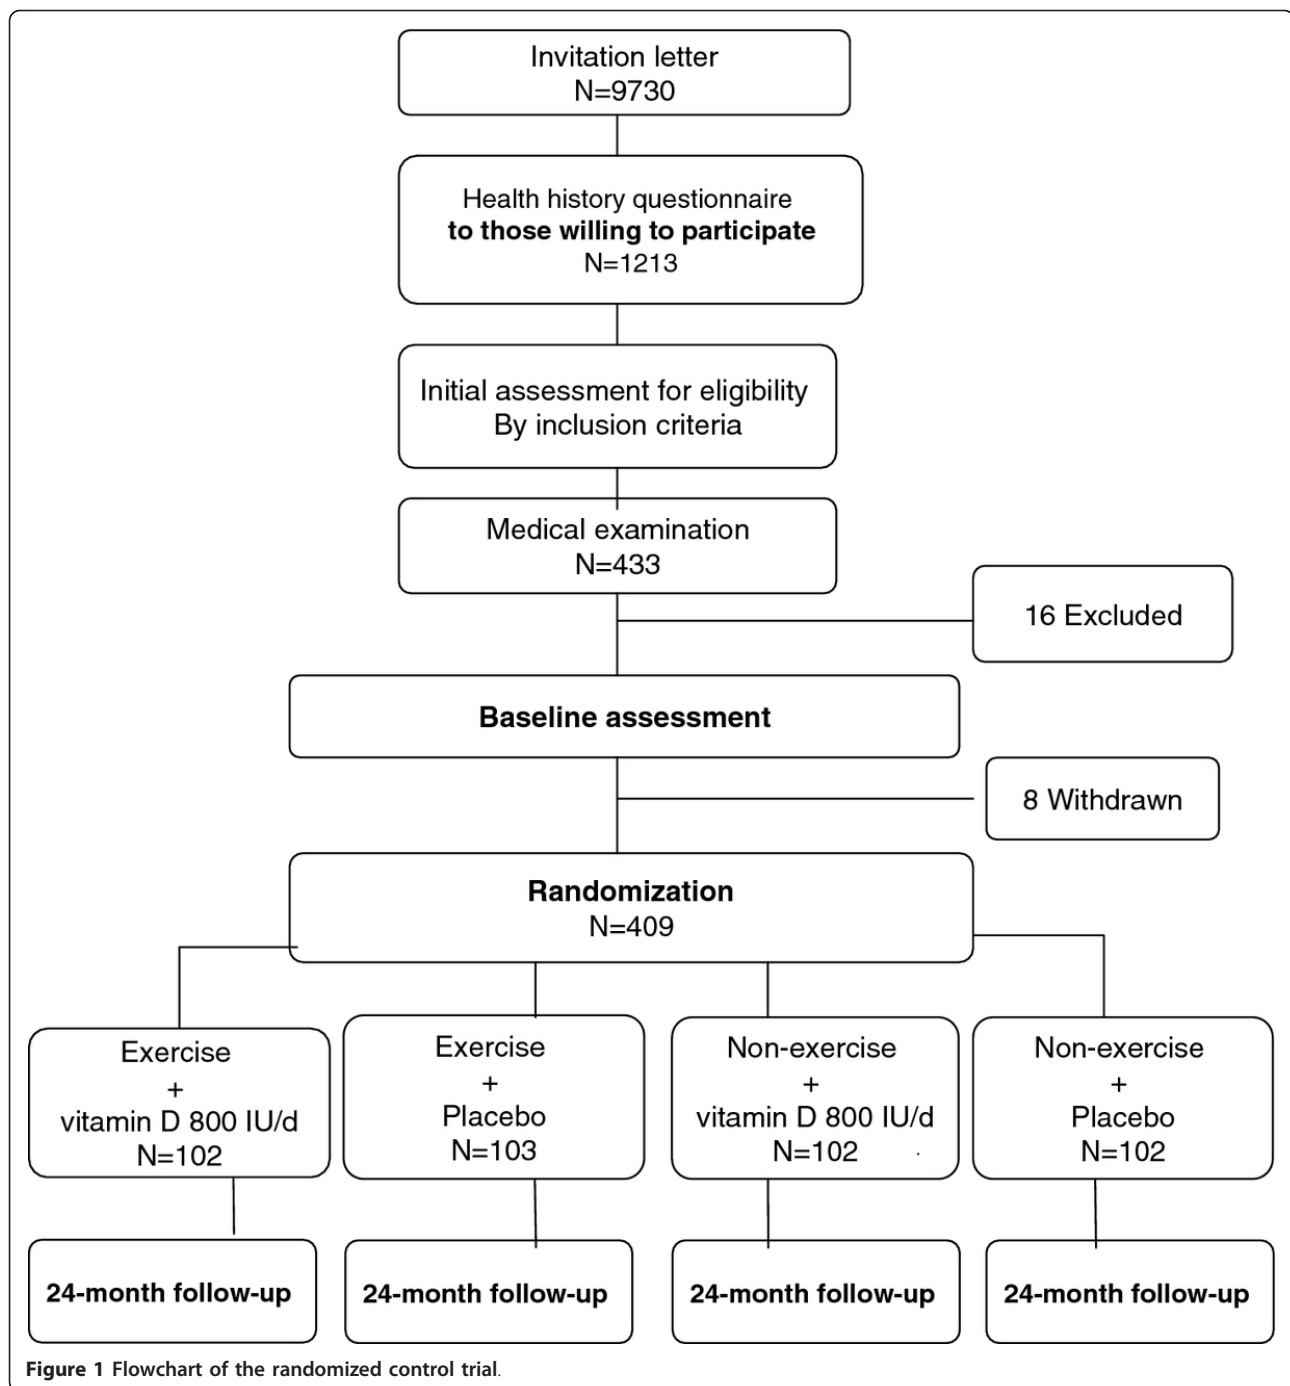 Invitation letter
N=9730
Health history questionnaire
to those willing to participate
N=1213
Initial assessment for eligibility
By inclusion criteria
Medical examination
N=433
16 Excluded
Baseline assessment
8 Withdrawn
Randomization
N=409
Exercise
+
vitamin D 800 IU/d
N=102
Exercise
+
Placebo
N=103
Non-exercise
+
vitamin D 800 IU/d
N=102
Non-exercise
+
Placebo
N=102
24-month follow-up
24-month follow-up
24-month follow-up
24-month follow-up
Figure 1 Flowchart of the randomized control trial.